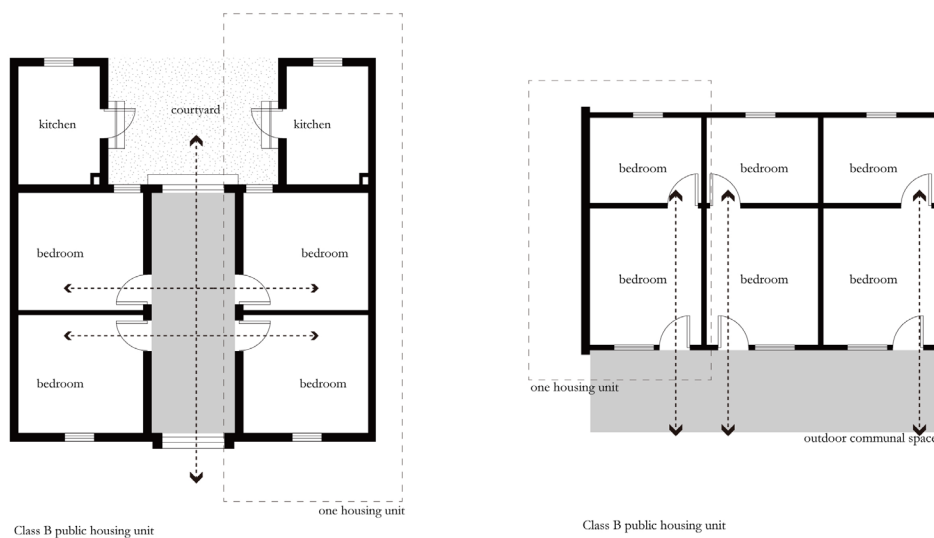 courtyard
kitchen
kitchen
bedroom
bedroom
bedroom
bedroom
one housing unit
Class B public housing unit
bedroom
bedroom
bedroom
bedroom
bedroom
bedroom
one housing unit
outdoor communal space
Class B public housing unit